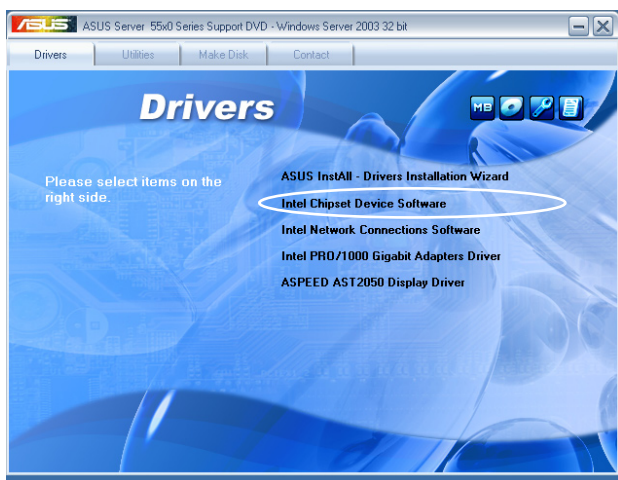 ASUS ASUS Server 55x0 Series Support DVD - Windows Server 2003 32 bit
Drivers Utilities Make Disk Contact
Drivers
MB
Please select items on the
right side.
ASUS InstAll - Drivers Installation Wizard
Intel Chipset Device Software
Intel Network Connections Software
Intel PRO/1000 Gigabit Adapters Driver
ASPEED AST2050 Display Driver